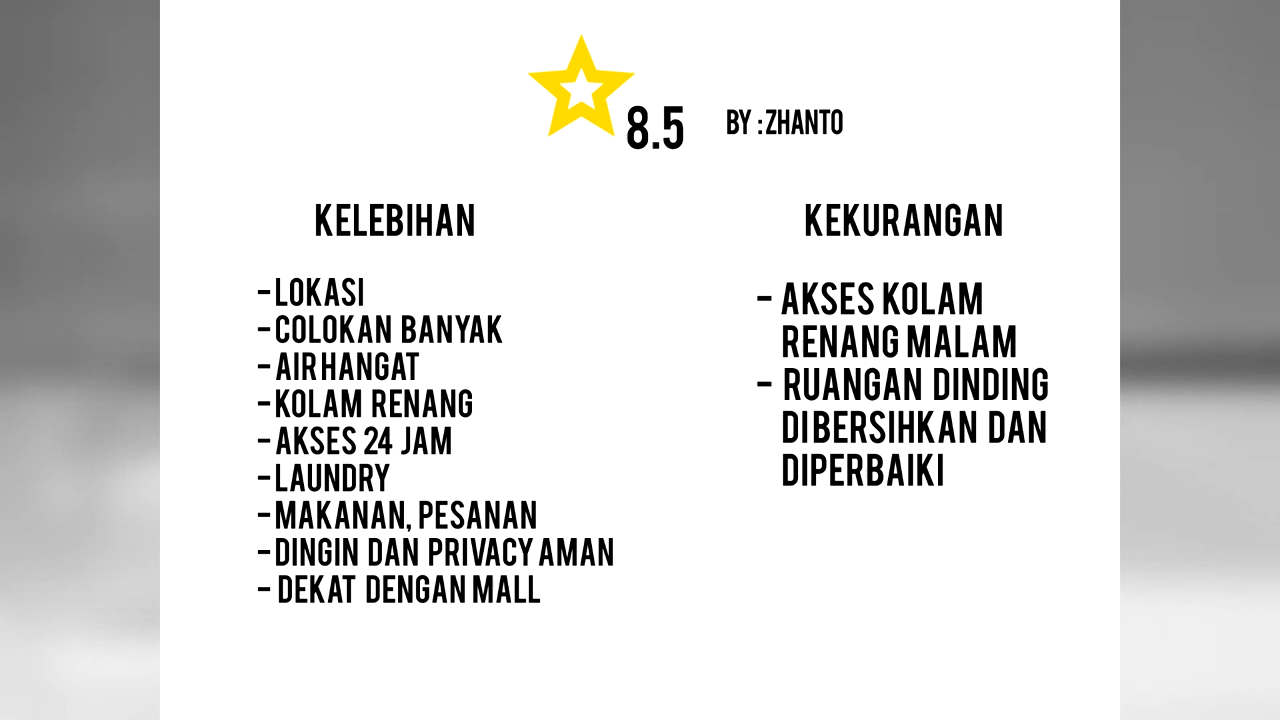 8.5 BY : ZHANTO
KELEBIHAN
- LOKASI
- COLOKAN BANYAK
- AIR HANGAT
- KOLAM RENANG
- AKSES 24 JAM
- LAUNDRY
- MAKANAN, PESANAN
- DINGIN DAN PRIVACY AMAN
- DEKAT DENGAN MALL
KEKURANGAN
- AKSES KOLAM
RENANG MALAM
- RUANGAN DINDING
DIBERSIHKAN DAN
DIPERBAIKI